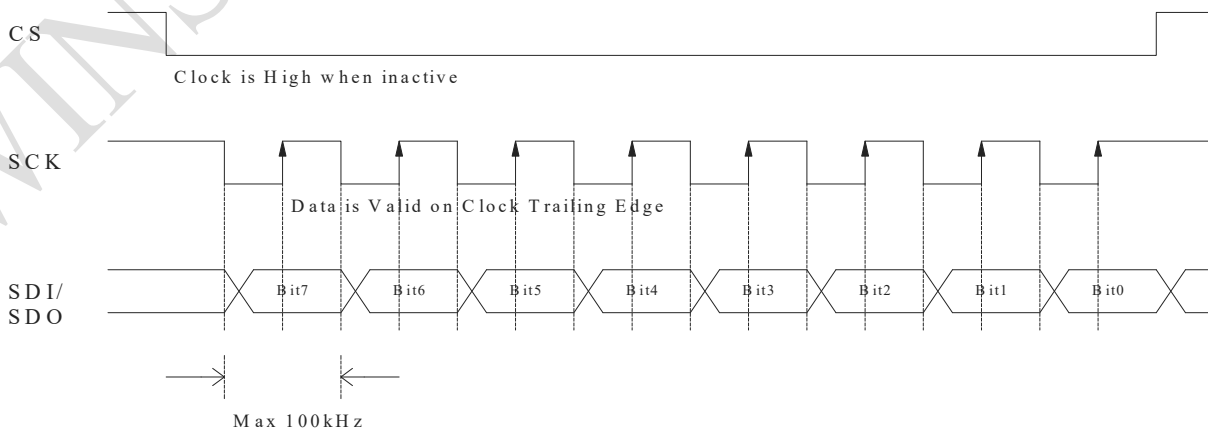 CS
Clock is High when inactive
SCK
Data is Valid on Clock Trailing Edge
SDI/
SDO
Bit7 Bit6 Bit5 Bit4 Bit3 Bit2 Bit1 Bit0
Max 100kHz